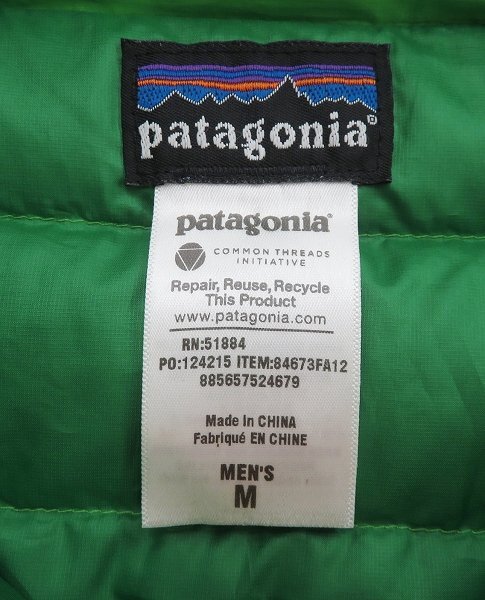 patagonia®
patagonia®
COMMON THREADS
INITIATIVE
Repair, Reuse, Recycle
This Product
www.patagonia.com
RN:51884
PO:124215 ITEM:84673FA12
885657524679
Made in CHINA
Fabriqué EN CHINE
MEN'S
M